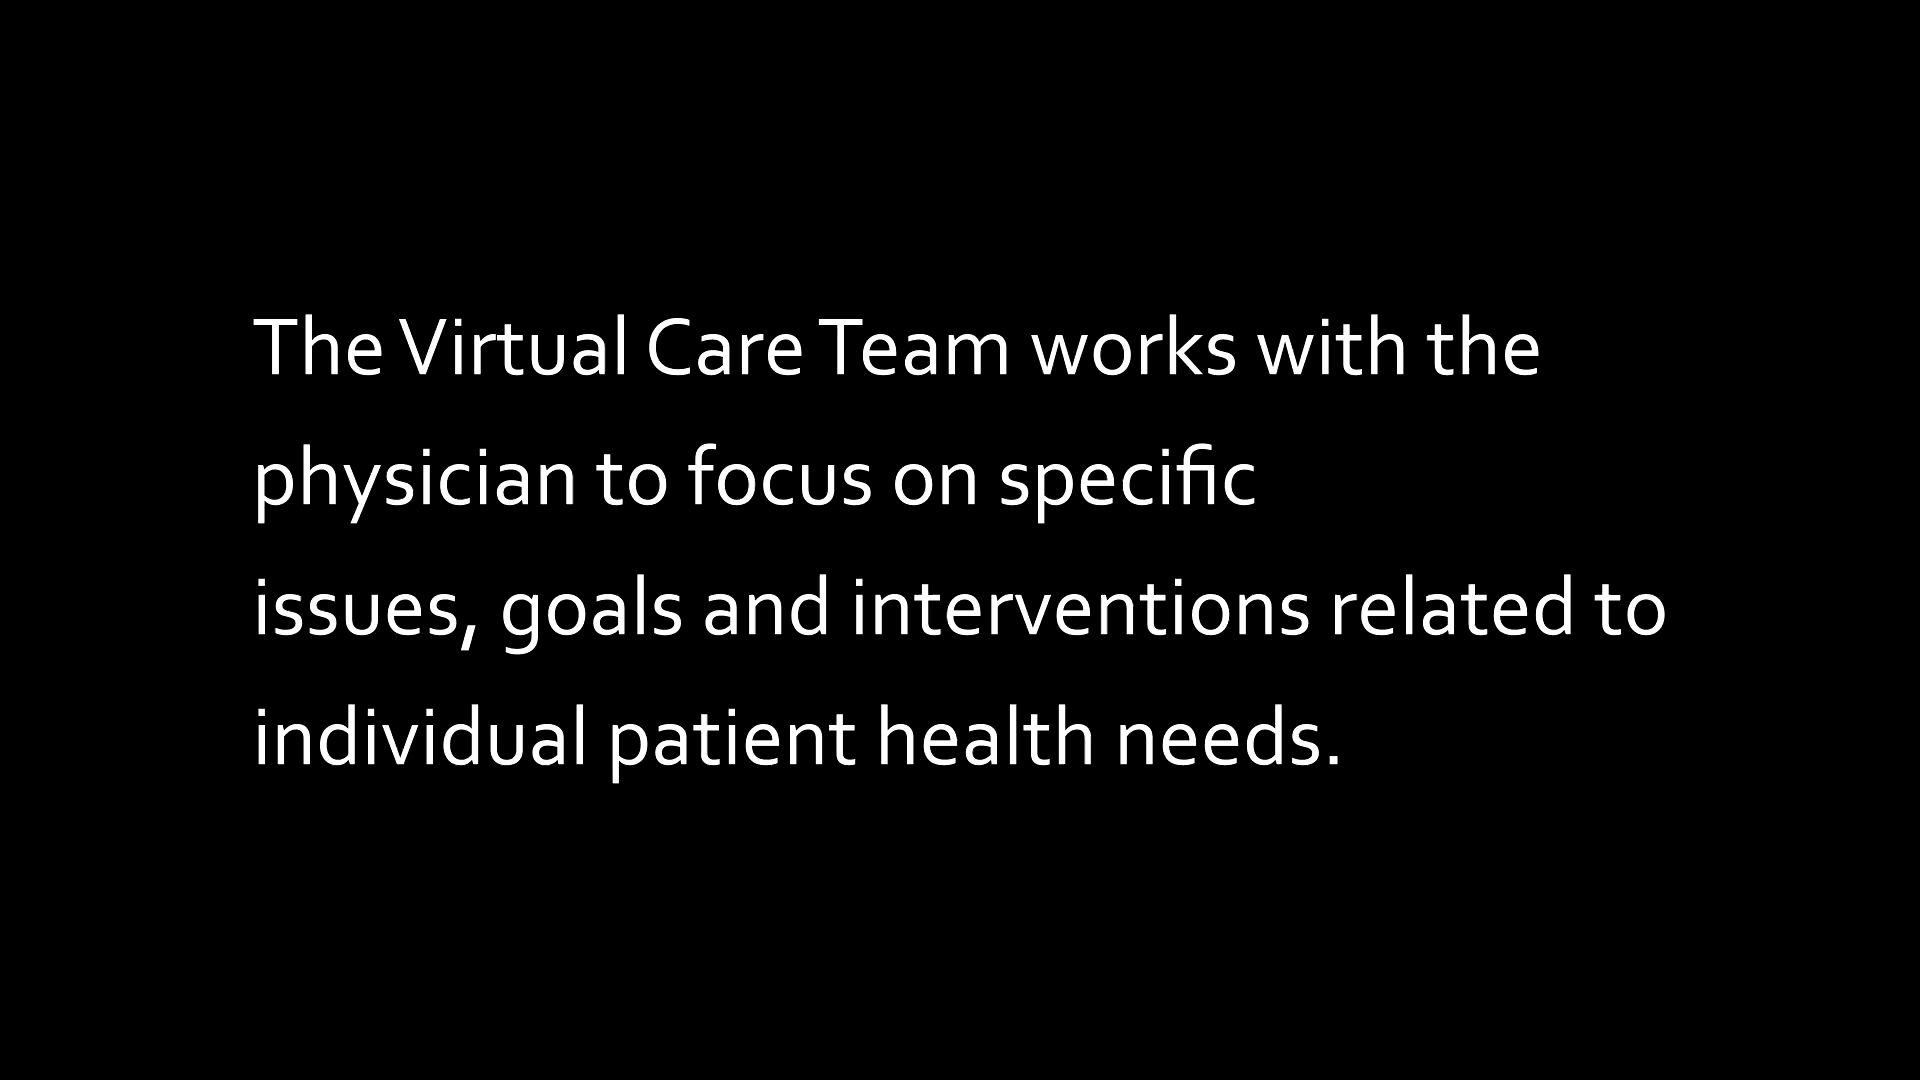 The Virtual Care Team works with the
physician to focus on specific
issues, goals and interventions related to
individual patient health needs.